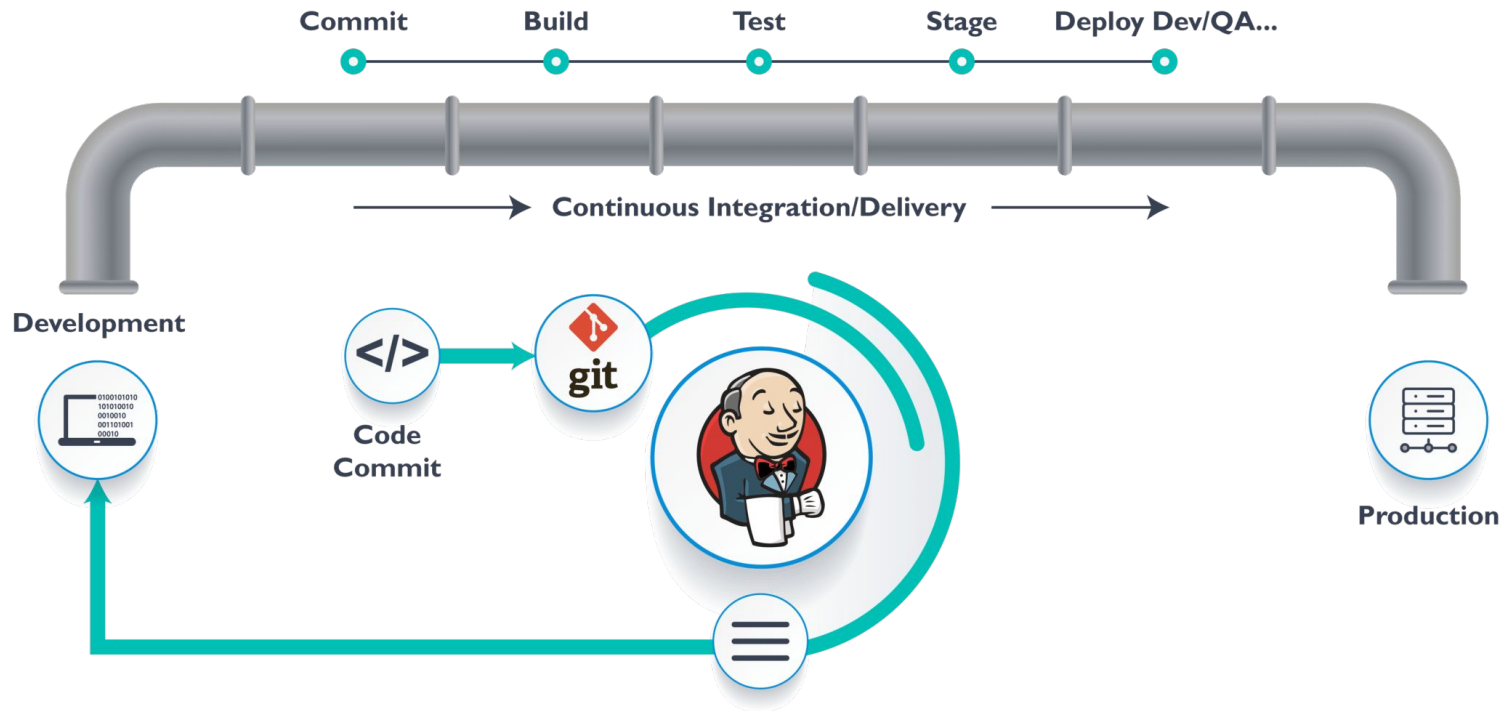 Commit
Build
Test
Stage
Deploy Dev/QA...
Continuous Integration/Delivery
Development
0100101010
101010010
0010010
001101001
00010
</>
git
Code
Commit
Production